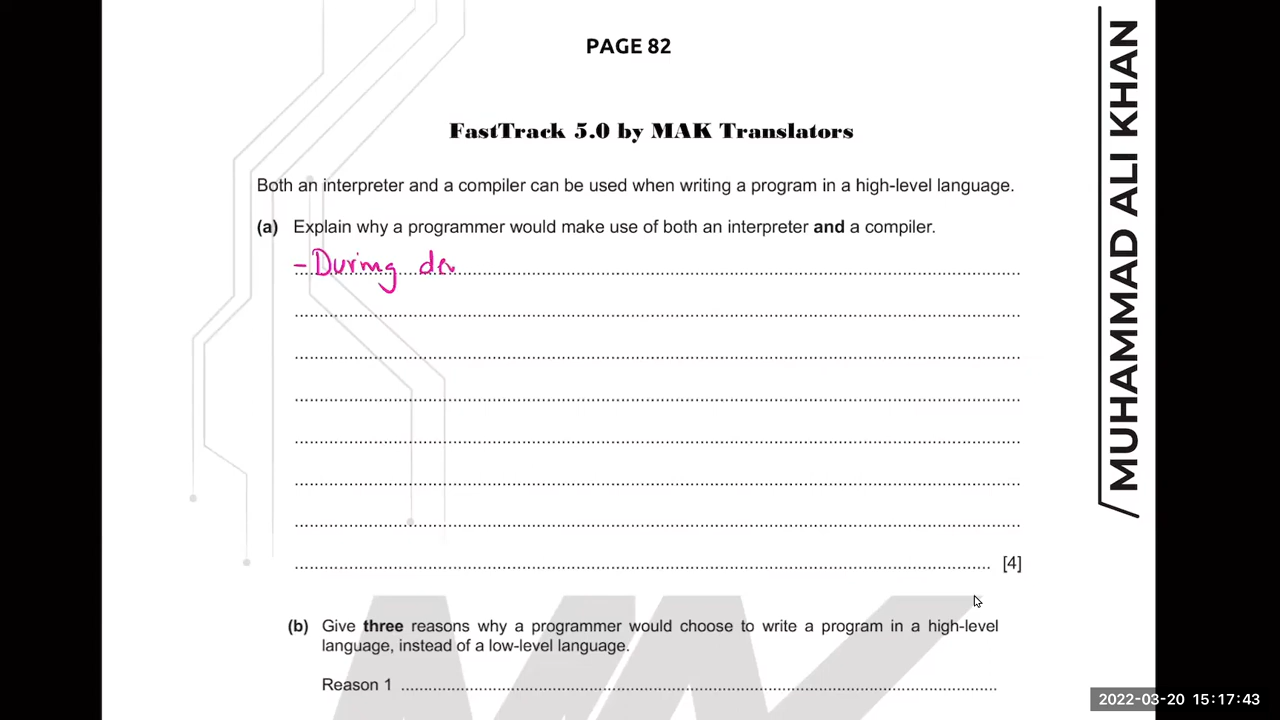 PAGE 82
FastTrack 5.0 by MAK Translators
Both an interpreter and a compiler can be used when writing a program in a high-level language.
(a) Explain why a programmer would make use of both an interpreter and a compiler.
- During dev
[4]
(b) Give three reasons why a programmer would choose to write a program in a high-level
language, instead of a low-level language.
Reason 1
MUHAMMAD ALI KHAN
2022-03-20 15:17:43